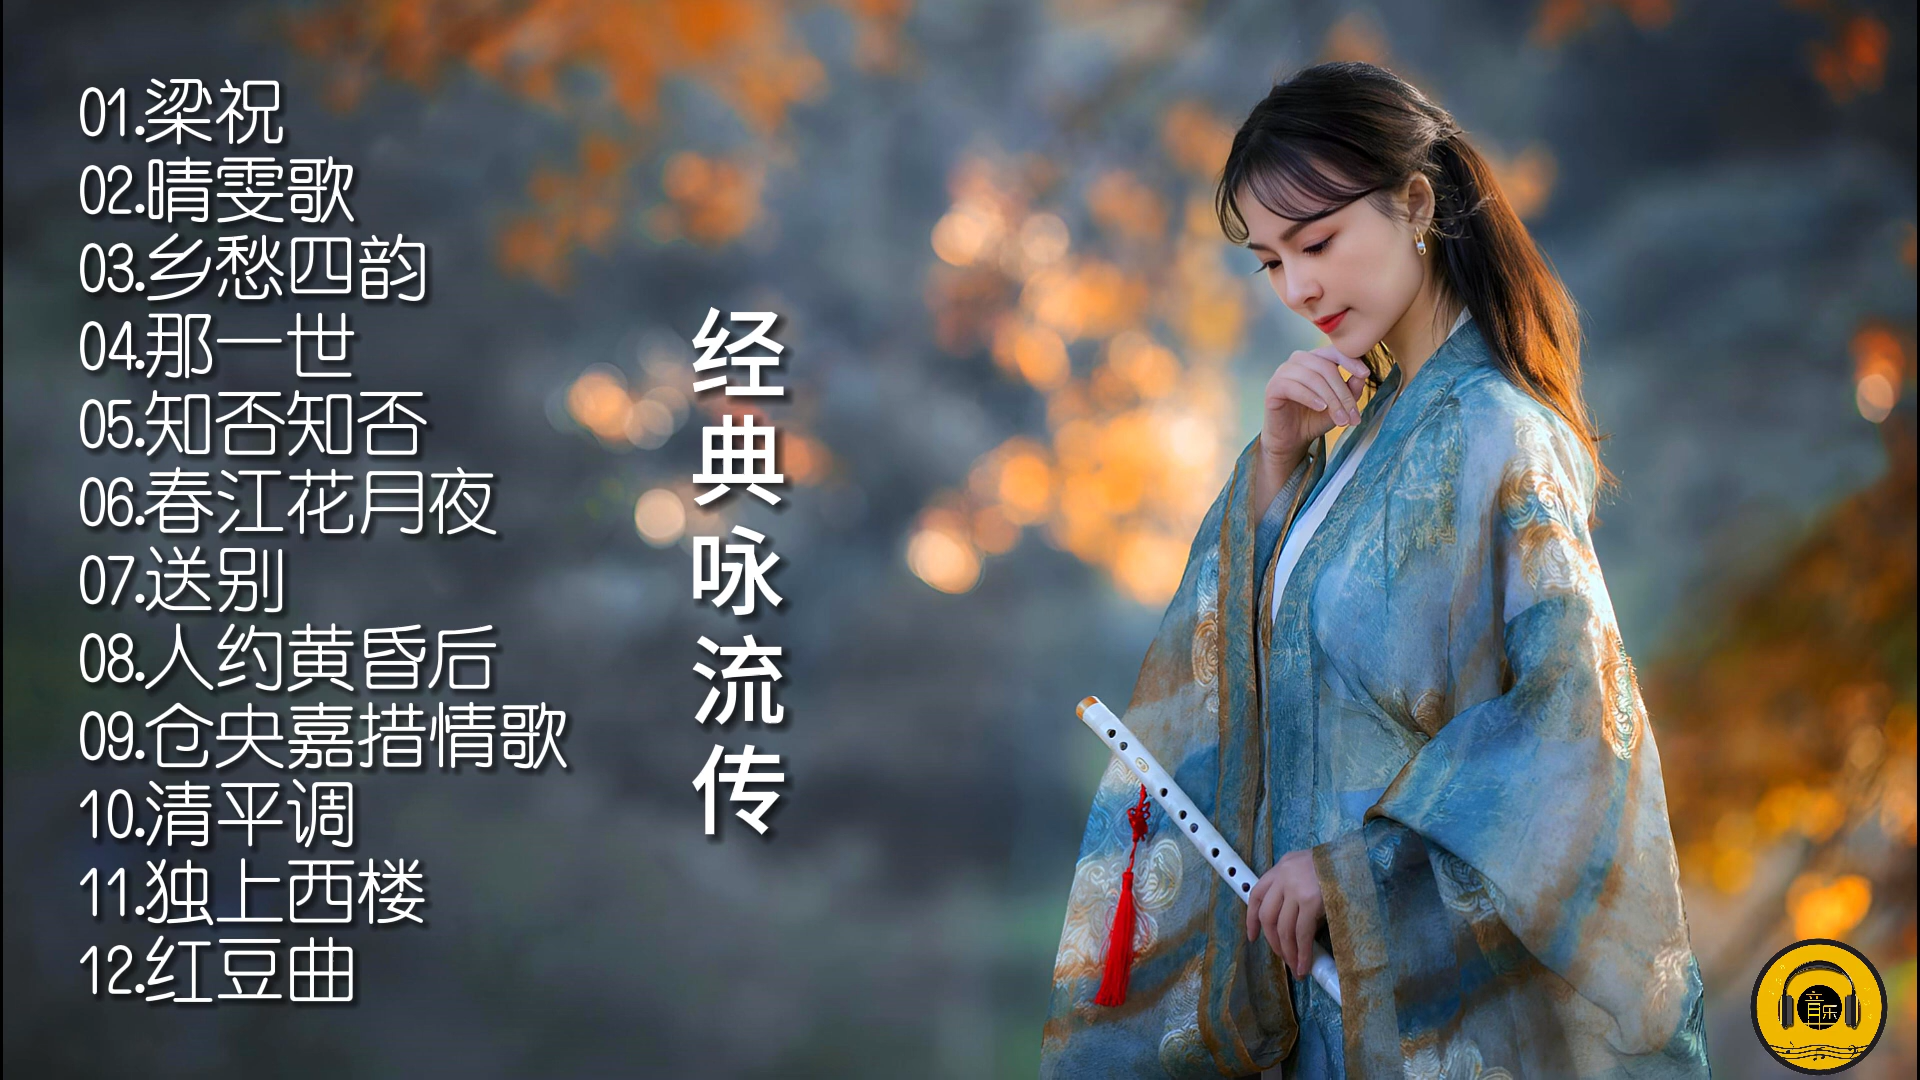 01.梁祝
02.晴雯歌
03.乡愁四韵
04.那一世
05.知否知否
06.春江花月夜
07.送别
08.人约黄昏后
09.仓央嘉措情歌
10.清平调
11.独上西楼
12.红豆曲
经典咏流传
音乐